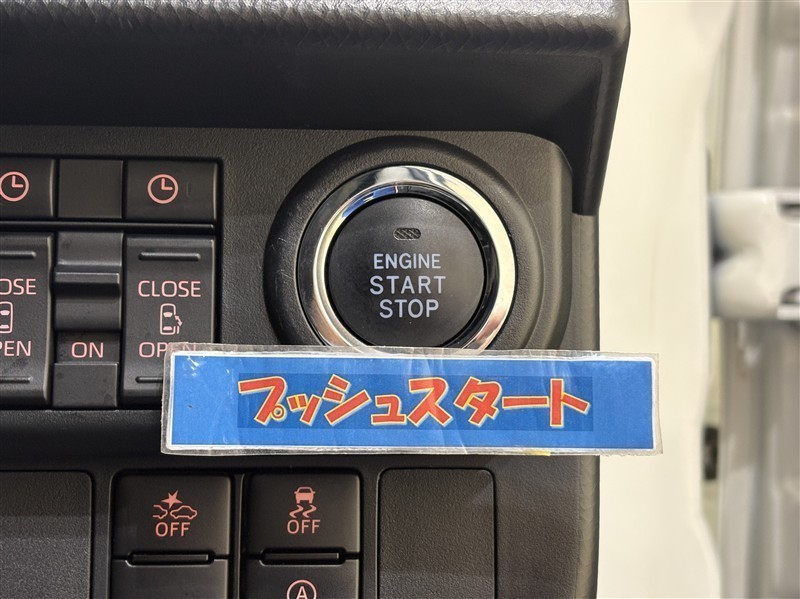 ENGINE
START
STOP
OSE
CLOSE
PEN
ON
OPEN
プッシュスタート
OFF
OFF
A